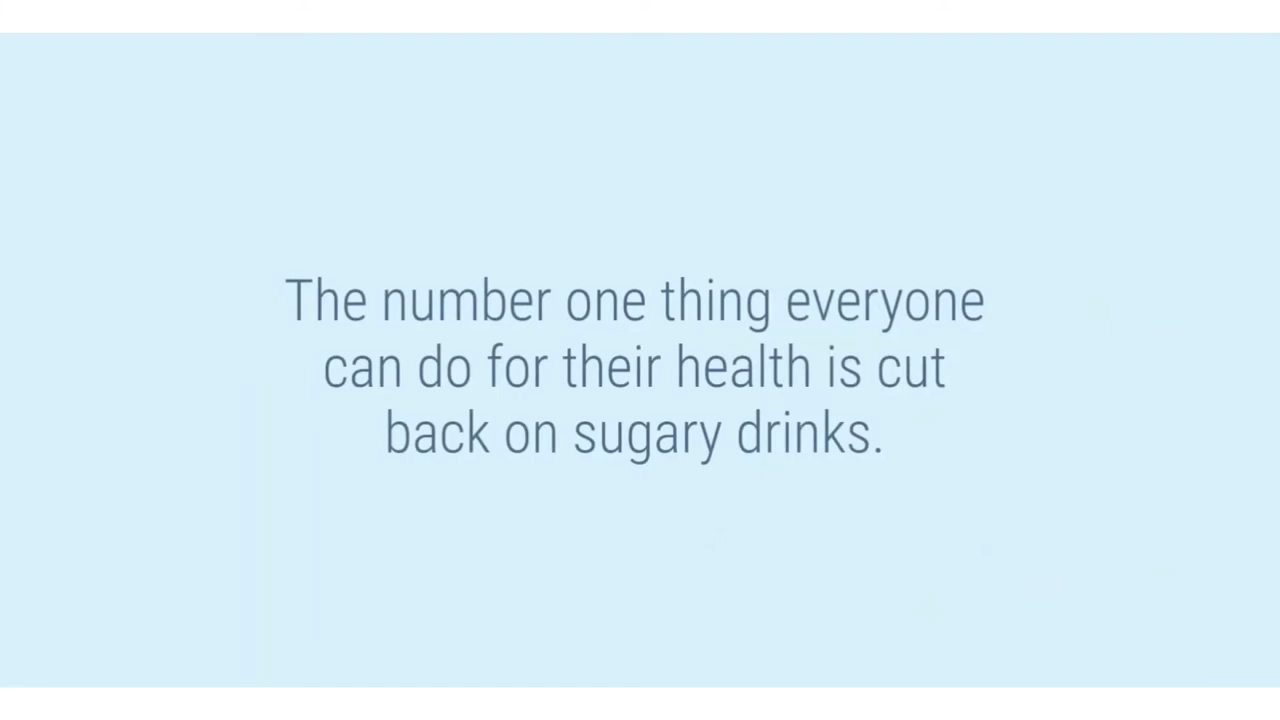 The number one thing everyone
can do for their health is cut
back on sugary drinks.